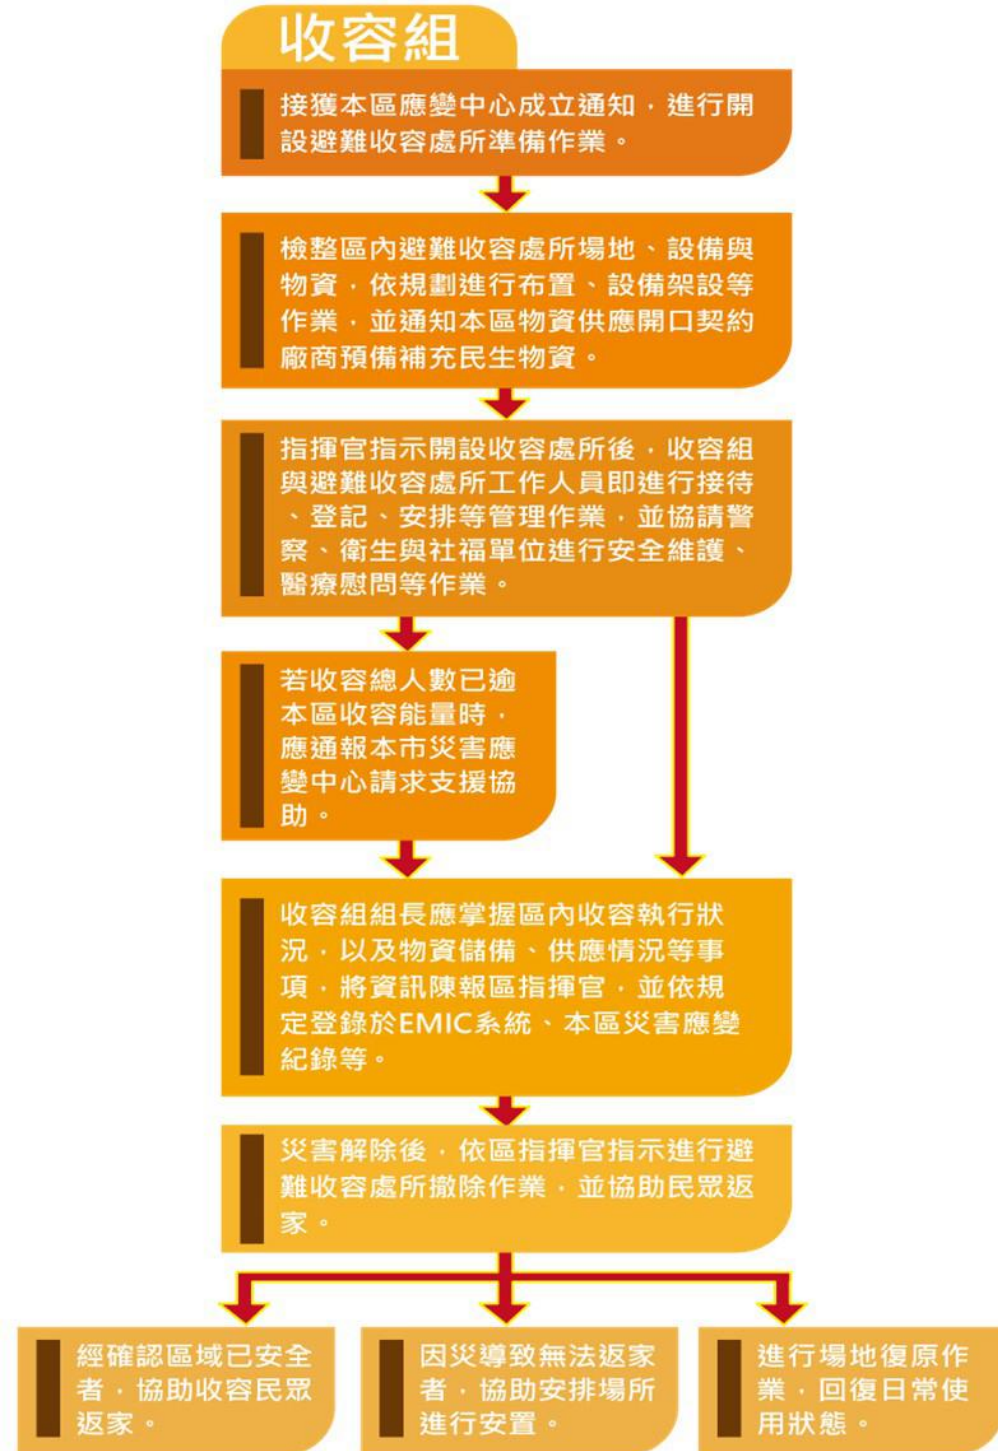 收容組
接獲本區應變中心成立通知，進行開
設避難收容處所準備作業。
檢整區內避難收容處所場地、設備與
物資，依規劃進行布置、設備架設等
作業，並通知本區物資供應開口契約
廠商預備補充民生物資。
指揮官指示開設收容處所後，收容組
與避難收容處所工作人員即進行接待
、登記、安排等管理作業，並協請警
察、衛生與社福單位進行安全維護、
醫療慰問等作業。
若收容總人數已逾
本區收容能量時，
應通報本市災害應
變中心請求支援協
助。
收容組組長應掌握區內收容執行狀
況，以及物資儲備、供應情況等事
項，將資訊陳報區指揮官，並依規
定登錄於EMIC系統、本區災害應變
紀錄等。
災害解除後，依區指揮官指示進行避
難收容處所撤除作業，並協助民眾返
家。
經確認區域已安全
者，協助收容民眾
返家。
因災導致無法返家
者，協助安排場所
進行安置。
進行場地復原作
業，回復日常使
用狀態。